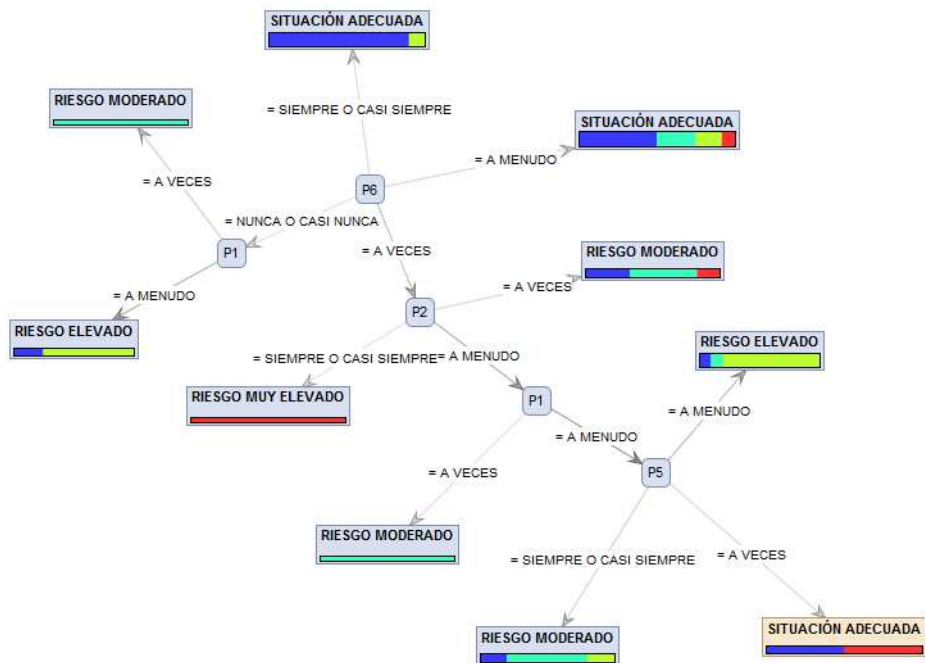 SITUACIÓN ADECUADA
RIESGO MODERADO
= SIEMPRE O CASI SIEMPRE
SITUACIÓN ADECUADA
= A MENUDO
= A VECES
P6
= NUNCA O CASI NUNCA
P1
= A VECES
RIESGO MODERADO
= A VECES
= A MENUDO
P2
RIESGO ELEVADO
RIESGO ELEVADO
= SIEMPRE O CASI SIEMPRE
= A MENUDO
RIESGO MUY ELEVADO
P1
= A MENUDO
= A MENUDO
= A VECES
P5
RIESGO MODERADO
= SIEMPRE O CASI SIEMPRE
= A VECES
RIESGO MODERADO
SITUACIÓN ADECUADA